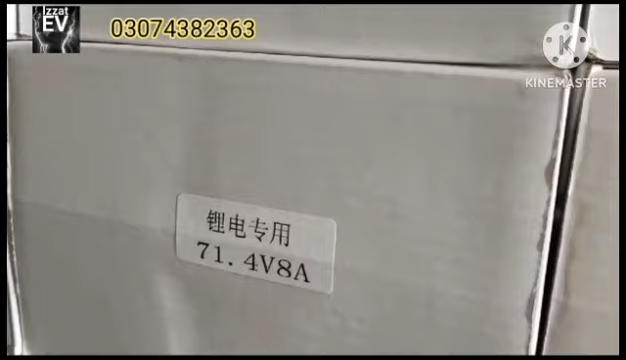 Izzat
EV
03074382363
KINEMASTER
锂电专用
71.4V8A